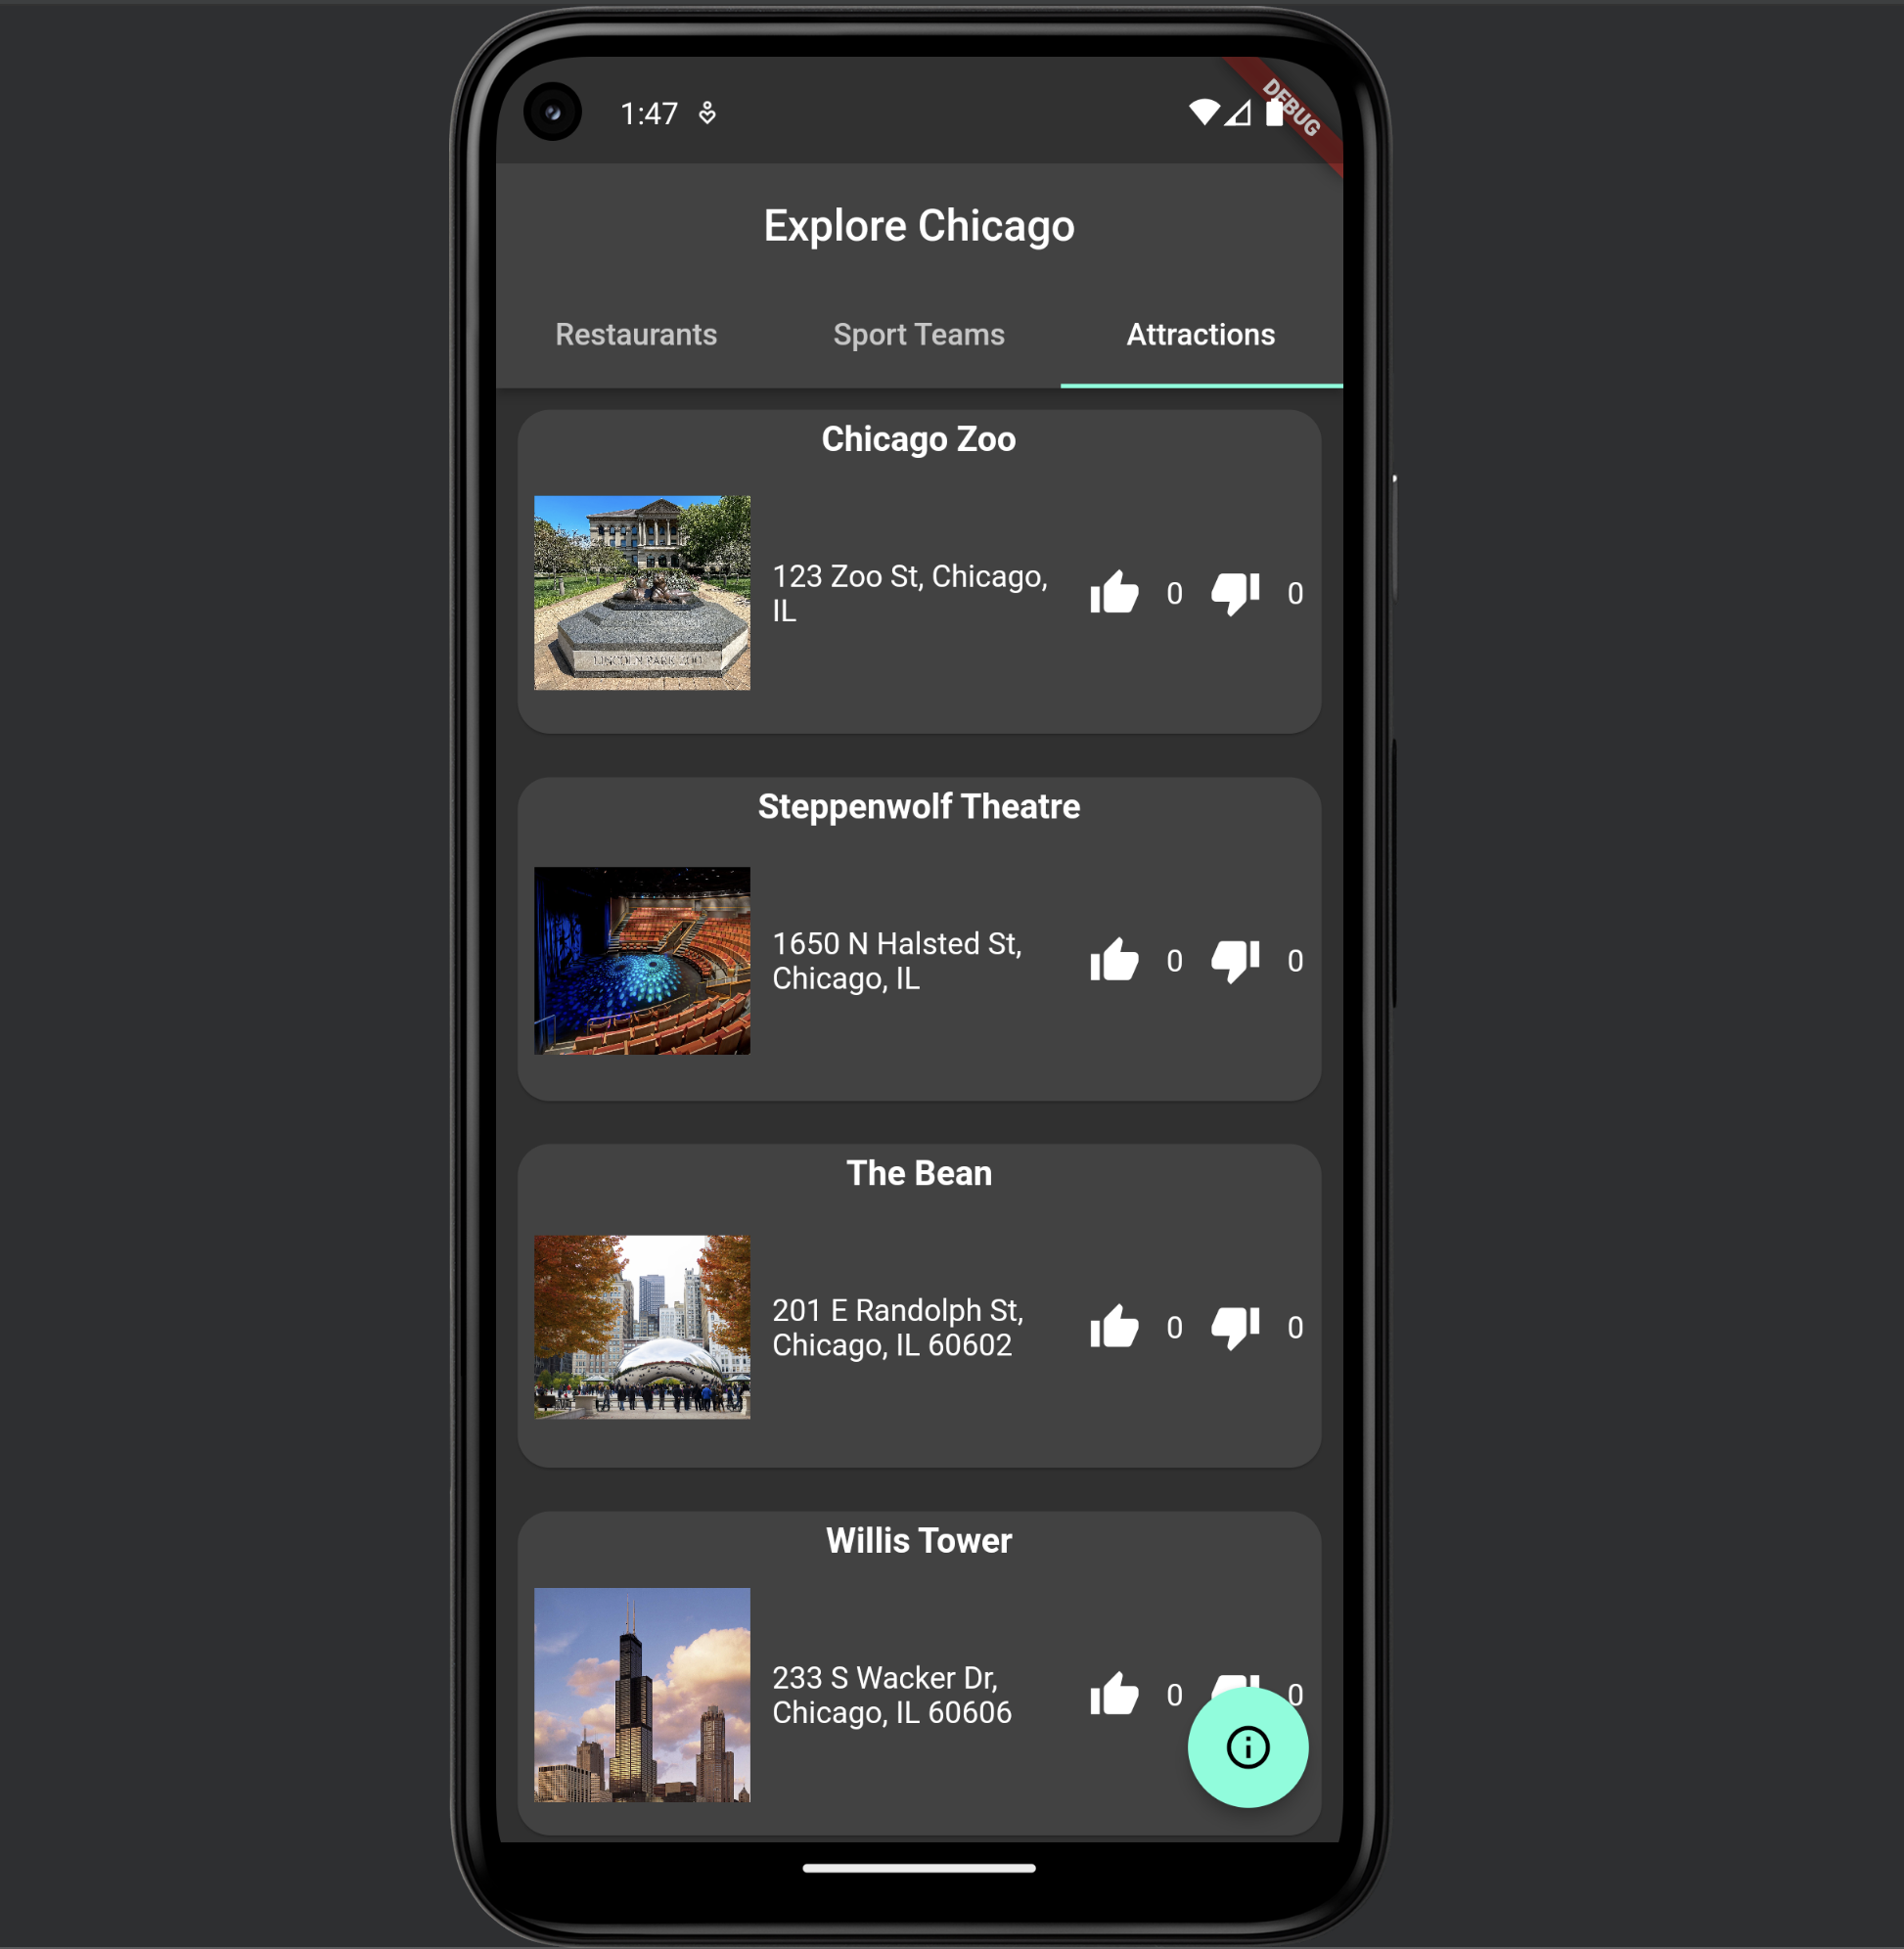 1:47
DEBUG
Explore Chicago
Restaurants
Sport Teams
Attractions
Chicago Zoo
LINCOLN PARK ZOO
123 Zoo St, Chicago,
IL
0
0
Steppenwolf Theatre
1650 N Halsted St,
Chicago, IL
0
0
The Bean
201 E Randolph St,
Chicago, IL 60602
0
0
Willis Tower
233 S Wacker Dr,
Chicago, IL 60606
0
0